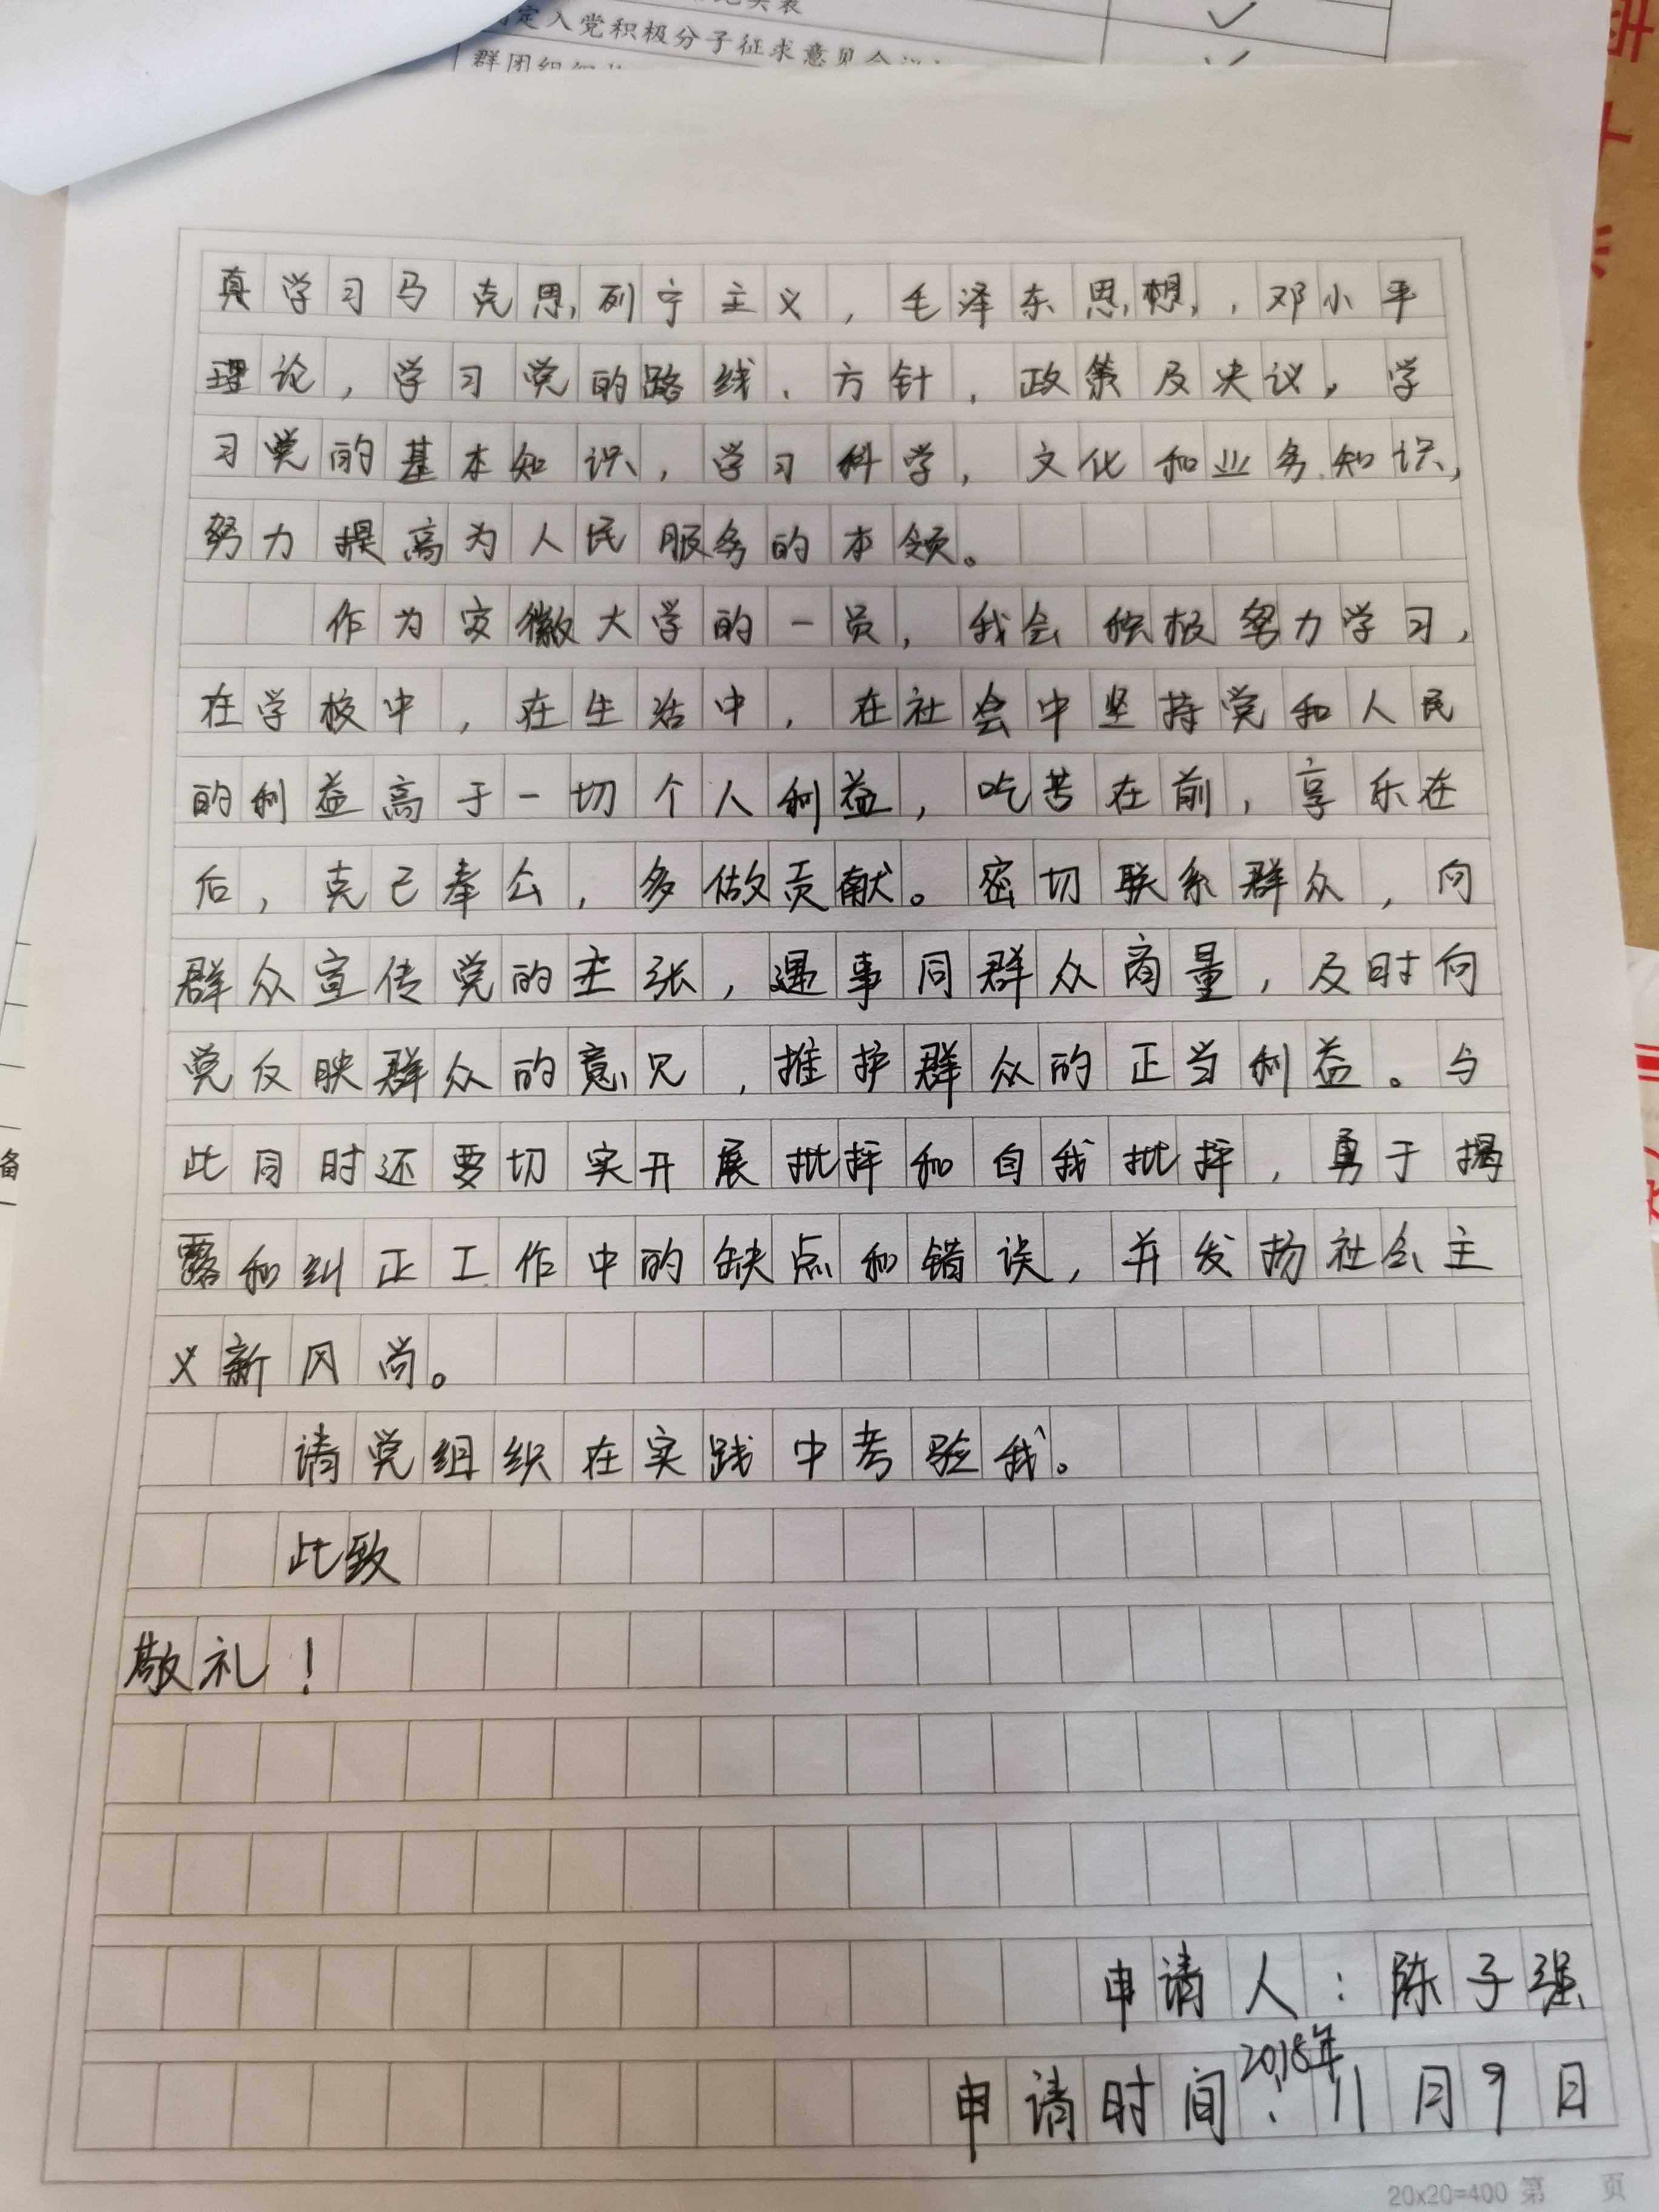 定入党积极分子征求意见会议
真学习马克思列宁主义，毛泽东思想，邓小平
理论，学习党的路线、方针，政策及决议，学
习党的基本知识，学习科学，文化和业务知识，
努力提高为人民服务的本领。
作为安徽大学的一员，我会积极努力学习，
在学校中，在生活中，在社会中坚持党和人民
的利益高于一切个人利益，吃苦在前，享乐在
后，克己奉公，多做贡献。密切联系群众，向
群众宣传党的主张，遇事同群众商量，及时向
党反映群众的意见，推护群众的正当利益。与
此同时还要切实开展批评和自我批评，勇于揭
露和纠正工作中的缺点和错误，并发扬社会主
义新风尚。
请党组织在实践中考验我。
此致
敬礼！
申请人：陈子强
申请时间：2018年11月9日
20x20=400 第 页
备